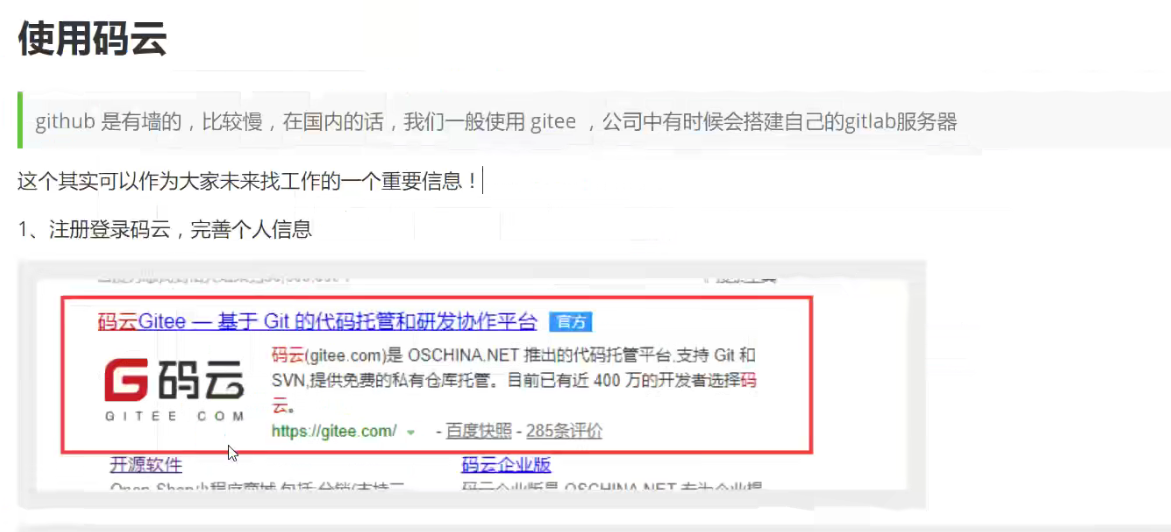 使用码云
github 是有墙的，比较慢，在国内的话，我们一般使用 gitee ，公司中有时候会搭建自己的gitlab服务器
这个其实可以作为大家未来找工作的一个重要信息！
1、注册登录码云，完善个人信息
码云Gitee — 基于 Git 的代码托管和研发协作平台 官方
码云(gitee.com)是 OSCHINA.NET 推出的代码托管平台,支持 Git 和
SVN,提供免费的私有仓库托管。目前已有近 400 万的开发者选择码
云。
码云
GITEE COM
https://gitee.com/ - 百度快照 - 285条评价
开源软件 码云企业版